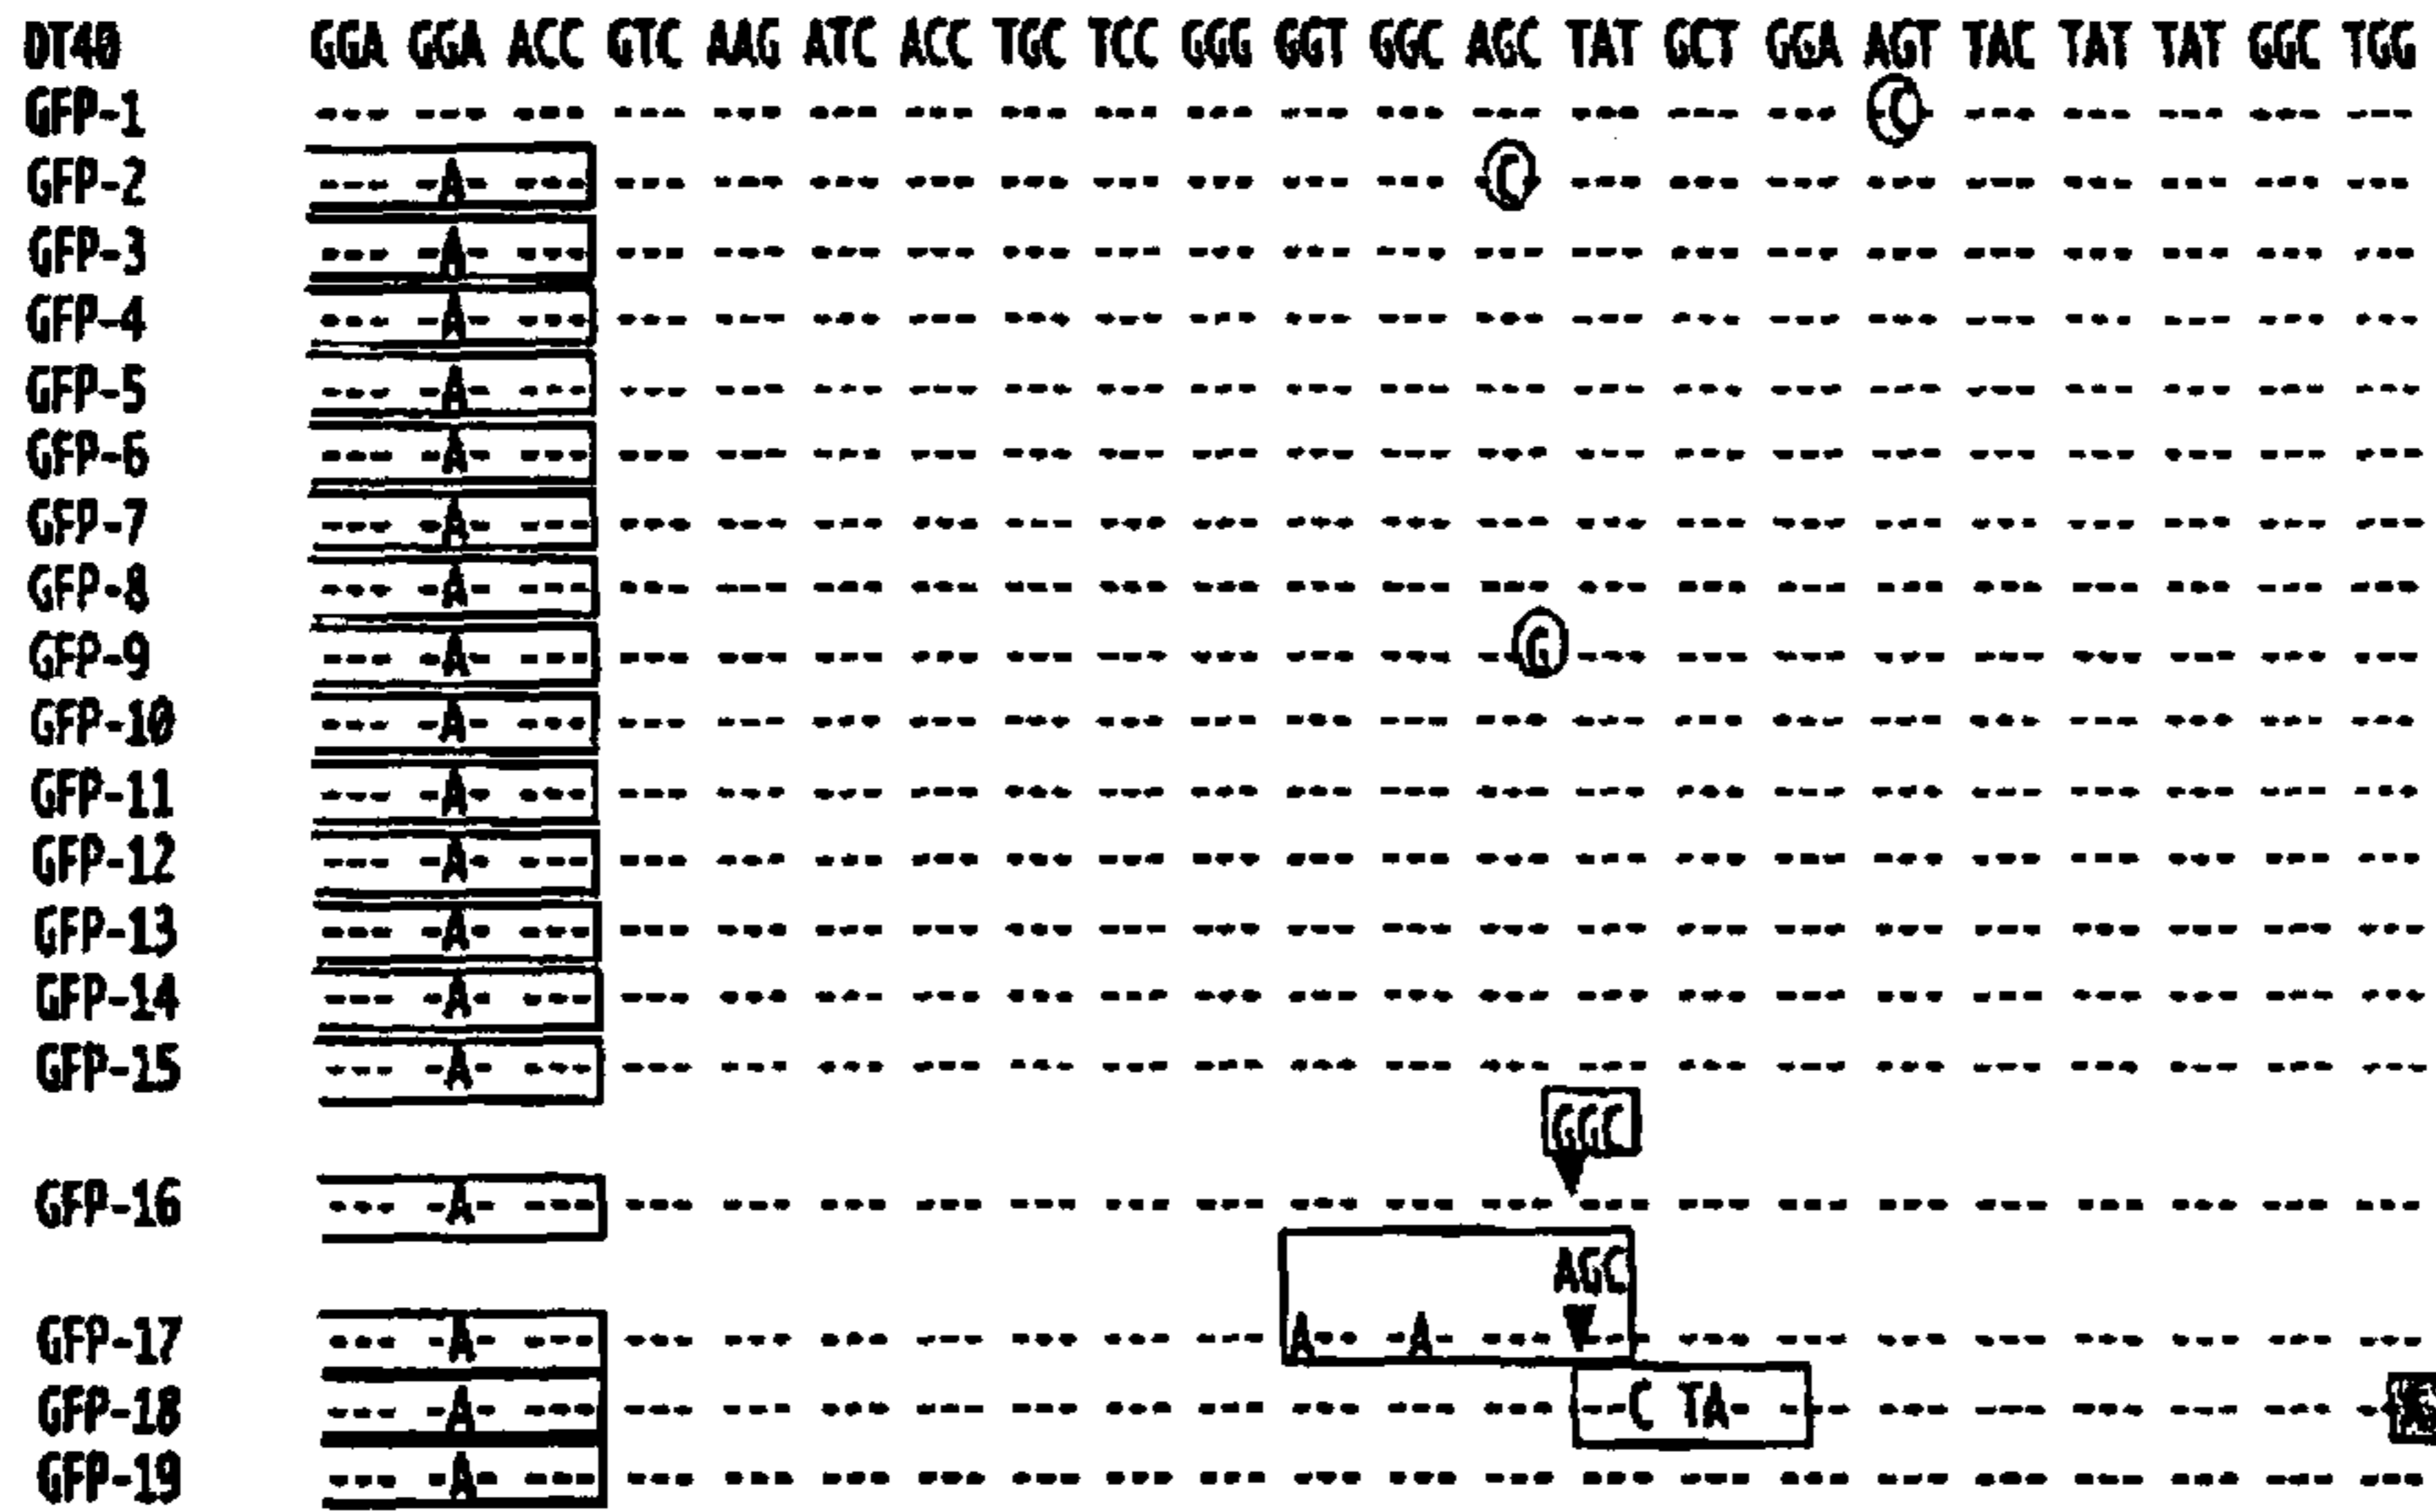 DT40 GGA GGA ACC GTC AAG ATC ACC TGC TCC GGG GGT GGC AGC TAT GCT GGA AGT TAC TAT TAT GGC TGG
GFP-1 --- --- --- --- --- --- --- --- --- --- --- --- --- --- --- --- -C- --- --- --- --- ---
GFP-2 --- -A- --- --- --- --- --- --- --- --- --- --- -C- --- --- --- --- --- --- --- --- ---
GFP-3 --- -A- --- --- --- --- --- --- --- --- --- --- --- --- --- --- --- --- --- --- --- ---
GFP-4 --- -A- --- --- --- --- --- --- --- --- --- --- --- --- --- --- --- --- --- --- --- ---
GFP-5 --- -A- --- --- --- --- --- --- --- --- --- --- --- --- --- --- --- --- --- --- --- ---
GFP-6 --- -A- --- --- --- --- --- --- --- --- --- --- --- --- --- --- --- --- --- --- --- ---
GFP-7 --- -A- --- --- --- --- --- --- --- --- --- --- --- --- --- --- --- --- --- --- --- ---
GFP-8 --- -A- --- --- --- --- --- --- --- --- --- --- --- --- --- --- --- --- --- --- --- ---
GFP-9 --- -A- --- --- --- --- --- --- --- --- --- --- --G --- --- --- --- --- --- --- --- ---
GFP-10 --- -A- --- --- --- --- --- --- --- --- --- --- --- --- --- --- --- --- --- --- --- ---
GFP-11 --- -A- --- --- --- --- --- --- --- --- --- --- --- --- --- --- --- --- --- --- --- ---
GFP-12 --- -A- --- --- --- --- --- --- --- --- --- --- --- --- --- --- --- --- --- --- --- ---
GFP-13 --- -A- --- --- --- --- --- --- --- --- --- --- --- --- --- --- --- --- --- --- --- ---
GFP-14 --- -A- --- --- --- --- --- --- --- --- --- --- --- --- --- --- --- --- --- --- --- ---
GFP-15 --- -A- --- --- --- --- --- --- --- --- --- --- --- --- --- --- --- --- --- --- --- ---
GGC
GFP-16 --- -A- --- --- --- --- --- --- --- --- --- --- --- --- --- --- --- --- --- --- --- ---
AGC
GFP-17 --- -A- --- --- --- --- --- --- --- --- A-- -A- --- --- --- --- --- --- --- --- --- ---
GFP-18 --- -A- --- --- --- --- --- --- --- --- --- --- --- --C TA- --- --- --- --- --- --- -
GFP-19 --- -A- --- --- --- --- --- --- --- --- --- --- --- --- --- --- --- --- --- --- --- ---